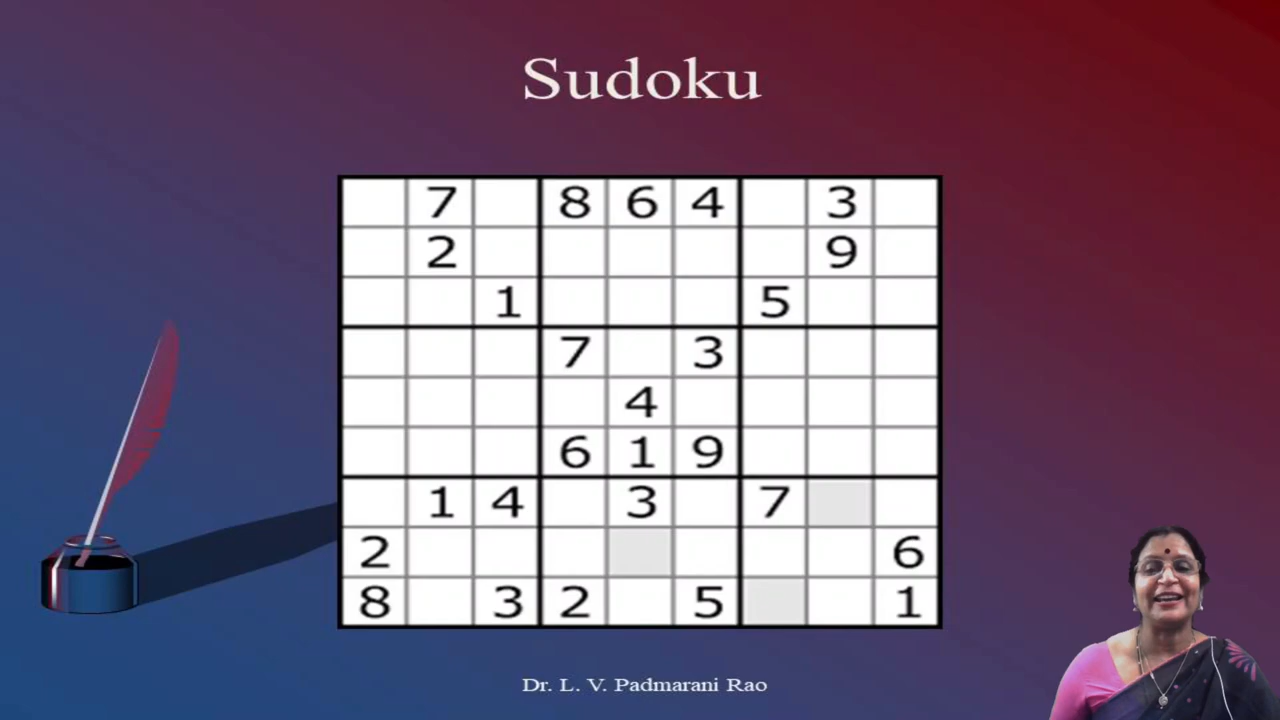 Sudoku
7 8 6 4 3
2 9
1 5
7 3
4
6 1 9
1 4 3 7
2 6
8 3 2 5 1
Dr. L. V. Padmarani Rao